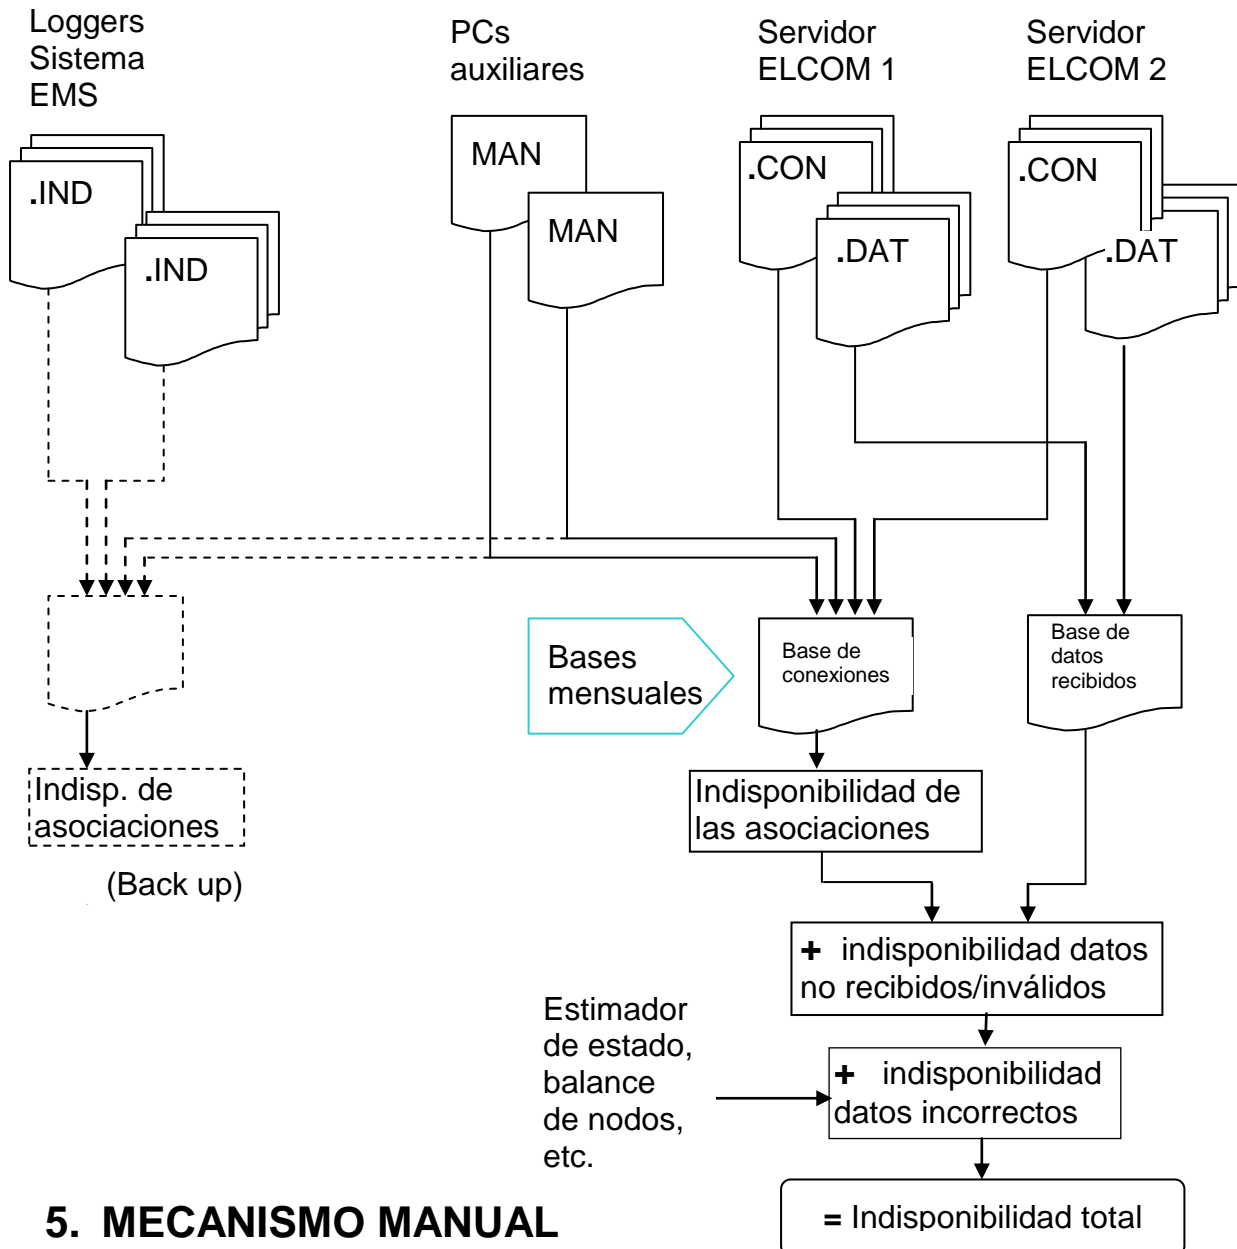 Loggers
Sistema
EMS
PCs
auxiliares
Servidor
ELCOM 1
Servidor
ELCOM 2
.IND
.IND
MAN
MAN
.CON
.DAT
.CON
.DAT
Bases
mensuales
Base de
conexiones
Base de
datos
recibidos
Indisp. de
asociaciones
(Back up)
Indisponibilidad de
las asociaciones
+ indisponibilidad datos
no recibidos/inválidos
Estimador
de estado,
balance
de nodos,
etc.
+ indisponibilidad
datos incorrectos
= Indisponibilidad total
5. MECANISMO MANUAL